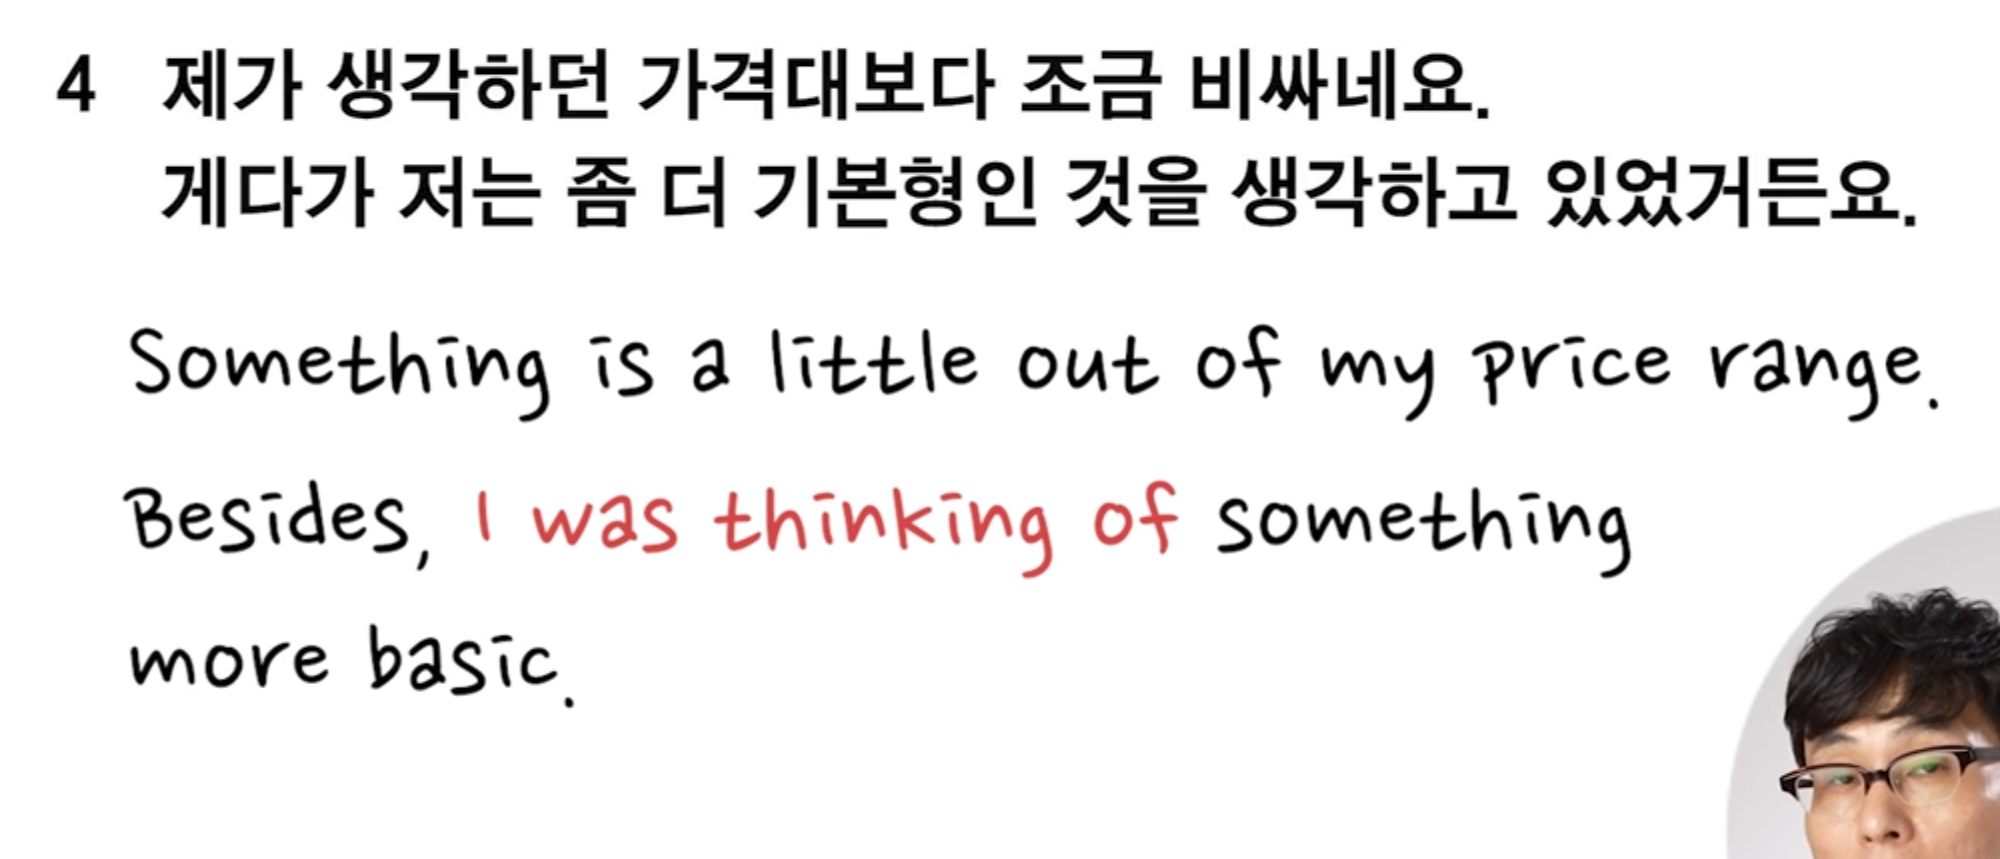 4 제가 생각하던 가격대보다 조금 비싸네요.
게다가 저는 좀 더 기본형인 것을 생각하고 있었거든요.
Something is a little out of my price range.
Besides, I was thinking of something
more basic.